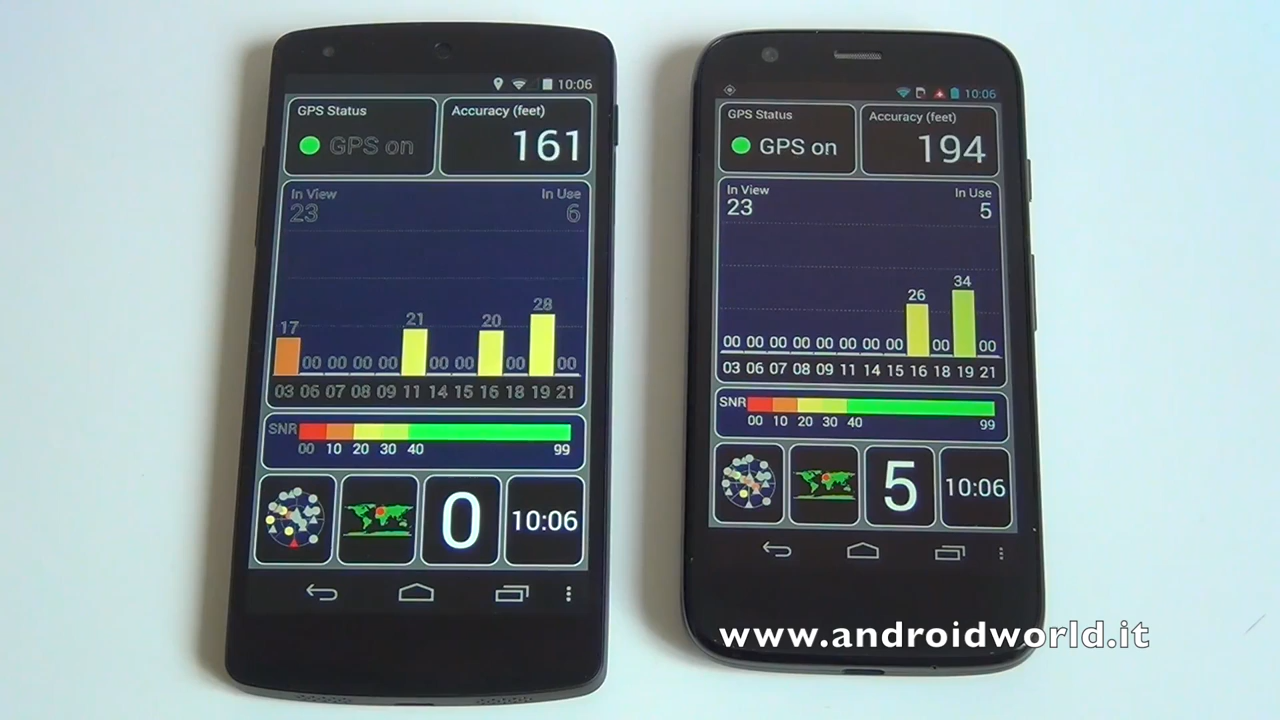 10:06
GPS Status
GPS on
Accuracy (feet)
161
In View
23
In Use
6
17 00 00 00 00 21 00 00 20 00 28 00
03 06 07 08 09 11 14 15 16 18 19 21
SNR
00 10 20 30 40 99
0
10:06
10:06
GPS Status
GPS on
Accuracy (feet)
194
In View
23
In Use
5
00 00 00 00 00 00 00 00 26 00 34 00
03 06 07 08 09 11 14 15 16 18 19 21
SNR
00 10 20 30 40 99
5
10:06
www.androidworld.it